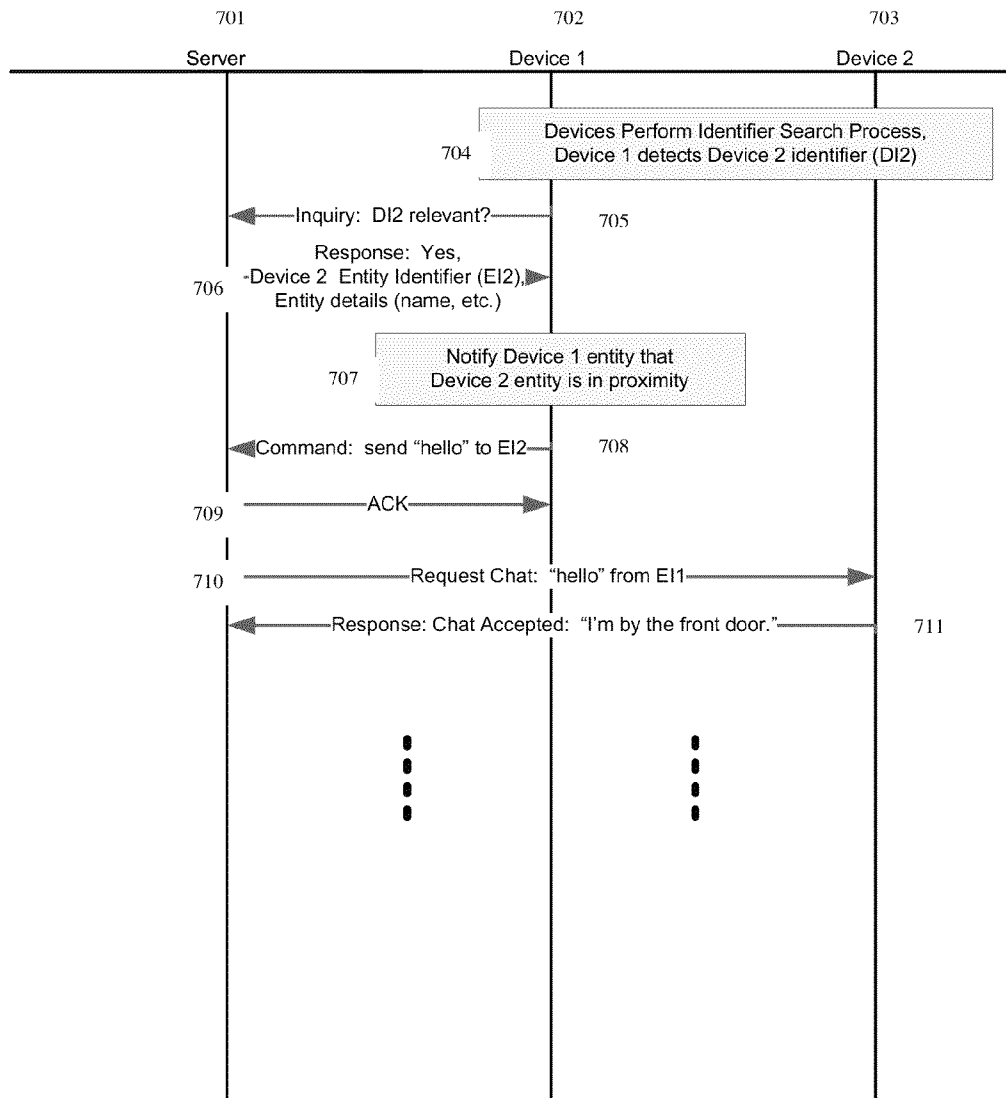 701 702 703
Server Device 1 Device 2
Devices Perform Identifier Search Process,
704 Device 1 detects Device 2 identifier (DI2)
Inquiry: DI2 relevant? 705
Response: Yes,
706 Device 2 Entity Identifier (EI2),
Entity details (name, etc.)
Notify Device 1 entity that
707 Device 2 entity is in proximity
Command: send “hello” to EI2 708
ACK
709
710 Request Chat: “hello” from EI1
Response: Chat Accepted: “I’m by the front door.” 711